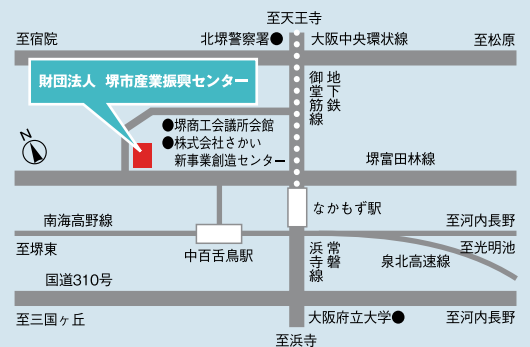 至天王寺
至宿院
北堺警察署●
大阪中央環状線
至松原
財団法人 堺市産業振興センター
地下鉄
御堂筋線
N
●堺商工会議所会館
●株式会社さかい
新事業創造センター
堺富田林線
なかもず駅
南海高野線
至河内長野
至堺東
中百舌鳥駅
常磐
浜寺線
泉北高速線
至光明池
国道310号
至三国ヶ丘
大阪府立大学●
至河内長野
至浜寺